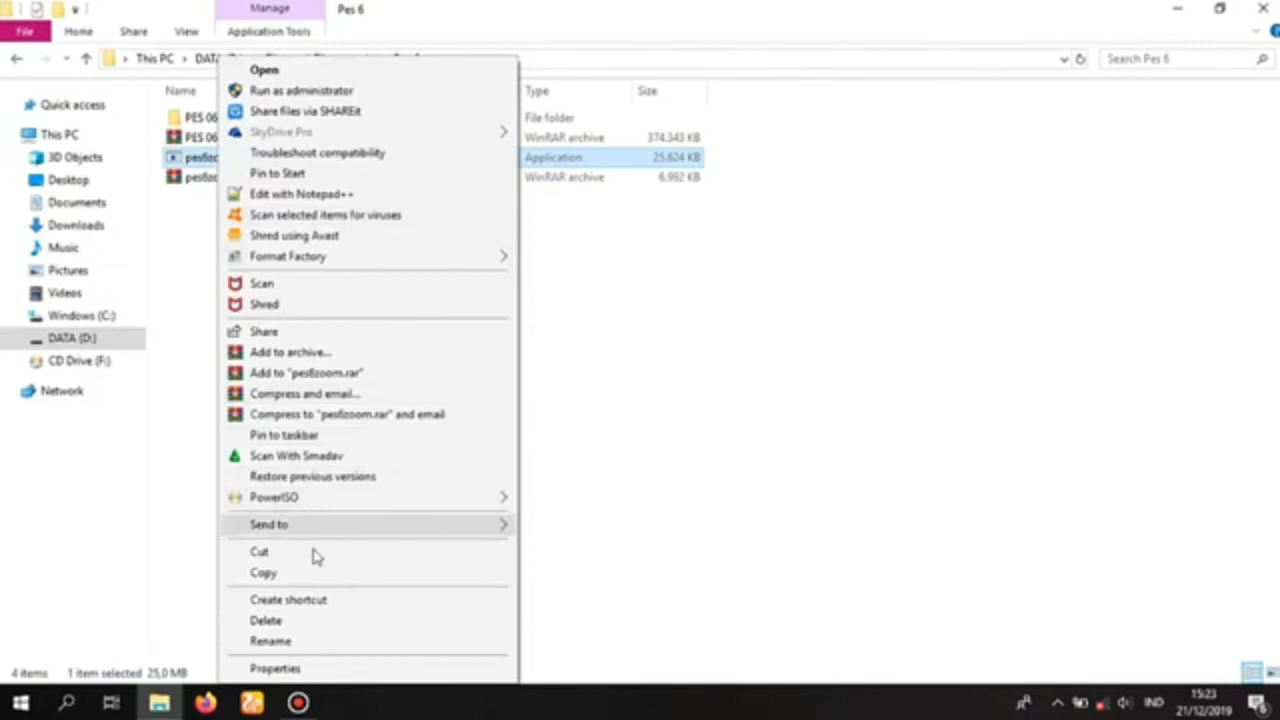 Manage
Pes 6
File
Home
Share
View
Application Tools
This PC
Search Pes 6
Name
Type
Size
PES 06
File folder
PES 06
WinRAR archive
374.343 KB
Application
25.624 KB
WinRAR archive
6.992 KB
Quick access
This PC
3D Objects
Desktop
Documents
Downloads
Music
Pictures
Videos
Windows (C:)
DATA (D:)
CD Drive (F:)
Network
Open
Run as administrator
Share files via SHAREit
SkyDrive Pro
Troubleshoot compatibility
Pin to Start
Edit with Notepad++
Scan selected items for viruses
Shred using Avast
Format Factory
Scan
Shred
Share
Add to archive...
Add to "pes6zoom.rar"
Compress and email...
Compress to "pes6zoom.rar" and email
Pin to taskbar
Scan With Smadav
Restore previous versions
PowerISO
Send to
Cut
Copy
Create shortcut
Delete
Rename
Properties
4 items
1 item selected 25,0 MB
IND
15:23
21/12/2019